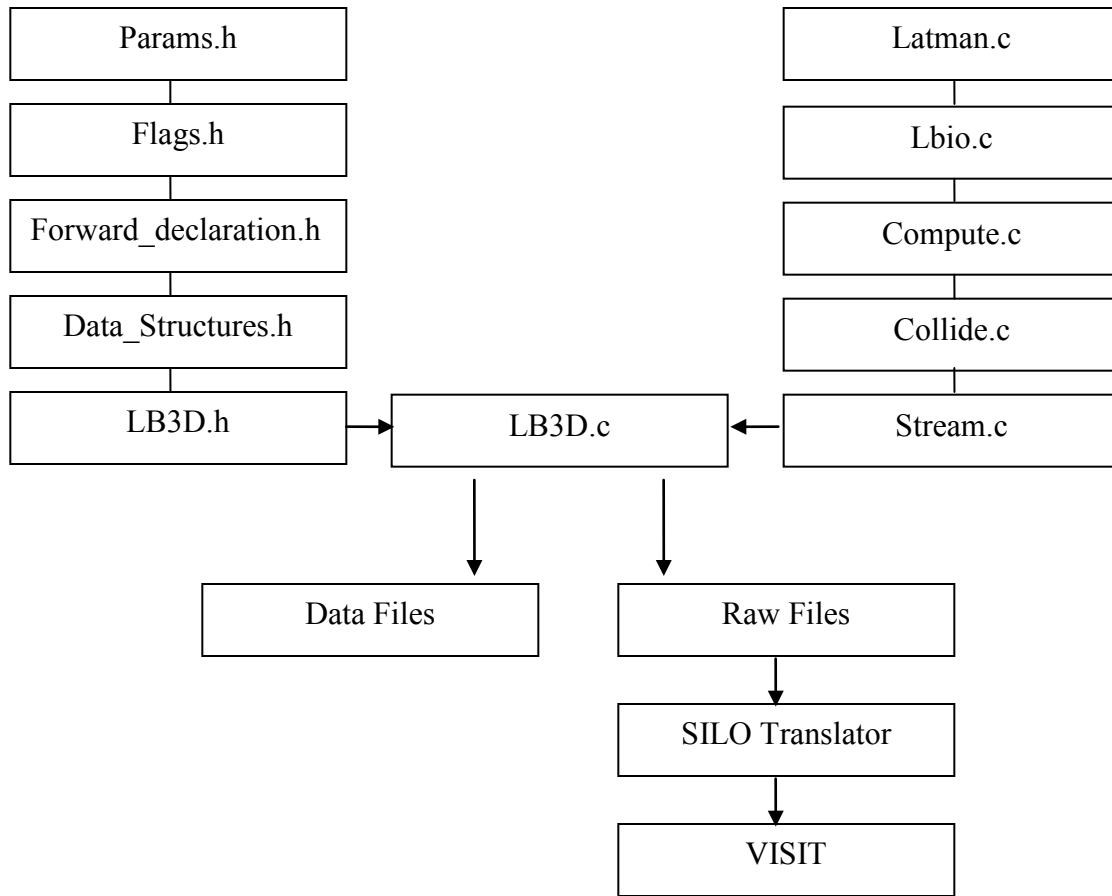 Params.h
Latman.c
Flags.h
Lbio.c
Forward_declaration.h
Compute.c
Data_Structures.h
Collide.c
LB3D.h
LB3D.c
Stream.c
Data Files
Raw Files
SILO Translator
VISIT